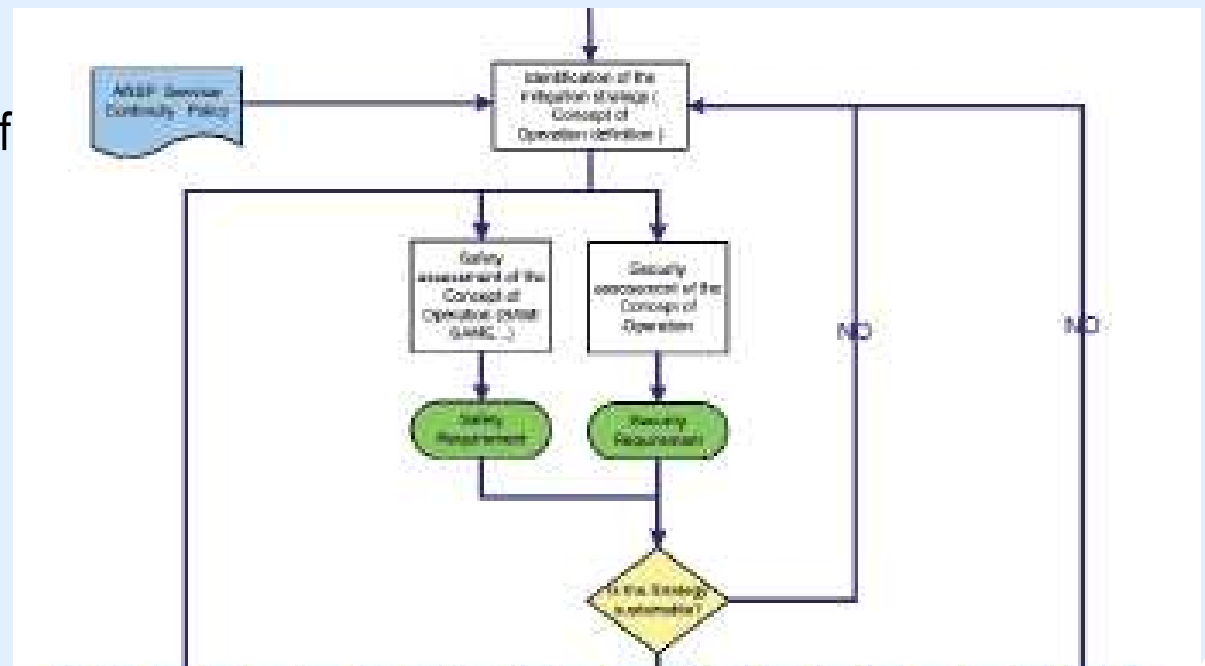 Identification of the
mitigation strategy (
Concept of
Operation definition )
ANSP Service
Continuity Policy
f
Safety
assessment of the
Concept of
Operation
Security
assessment of the
Concept of
Operation
NO
NO
Safety
Requirement
Security
Requirement
Is the Strategy